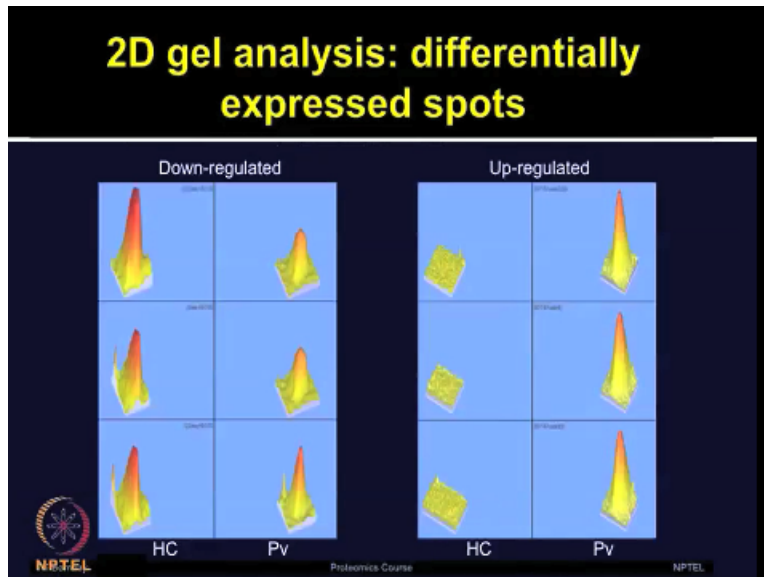 2D gel analysis: differentially
expressed spots
Down-regulated
Up-regulated
HC
Pv
HC
Pv
NPTEL
Proteomics Course
NPTEL